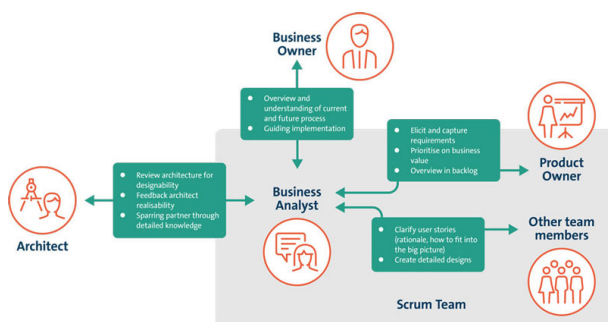 Business
Owner
Overview and
understanding of current
and future process
Guiding implementation
Elicit and capture
requirements
Prioritise on business
value
Overview in backlog
Product
Owner
Review architecture for
designability
Feedback architect
realisability
Sparring partner through
detailed knowledge
Architect
Business
Analyst
Clarify user stories
(rationale, how to fit into
the big picture)
Create detailed designs
Other team
members
Scrum Team